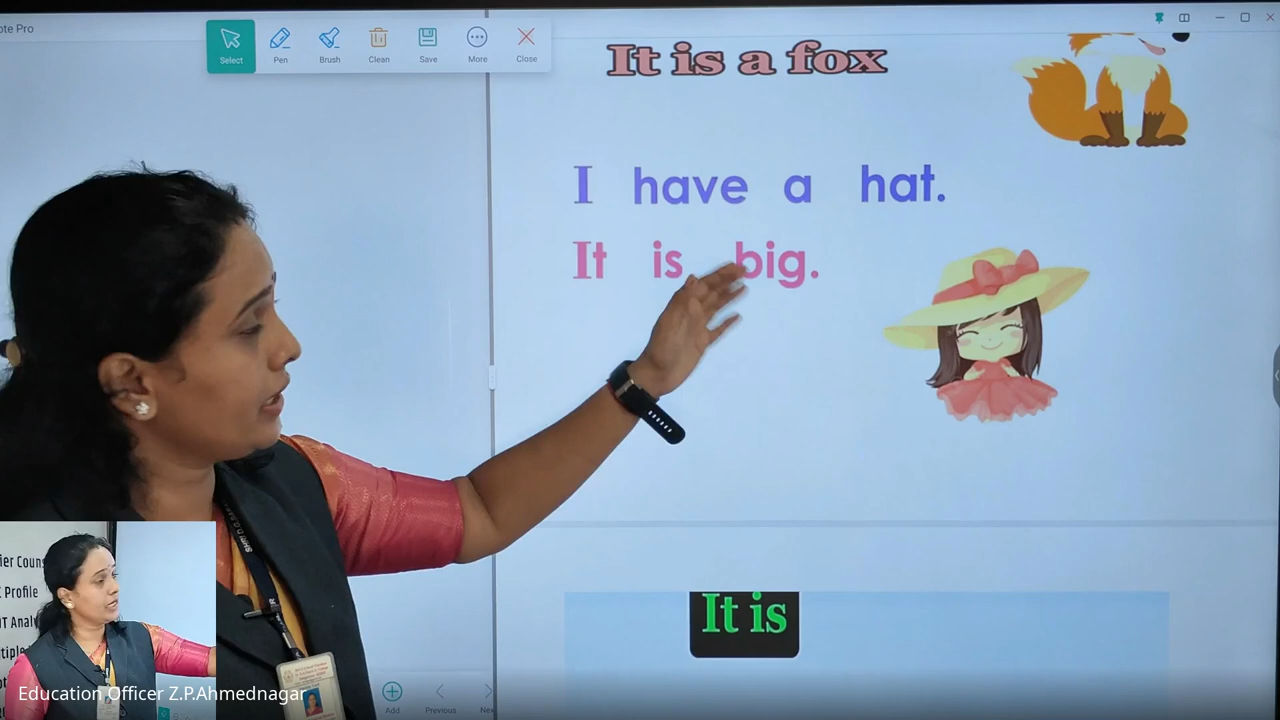 ote Pro
Select Pen Brush Clean Save More Close
It is a fox
I have a hat.
It is big.
It is
Add Previous
Profile
Education Officer Z.P.Ahmednagar